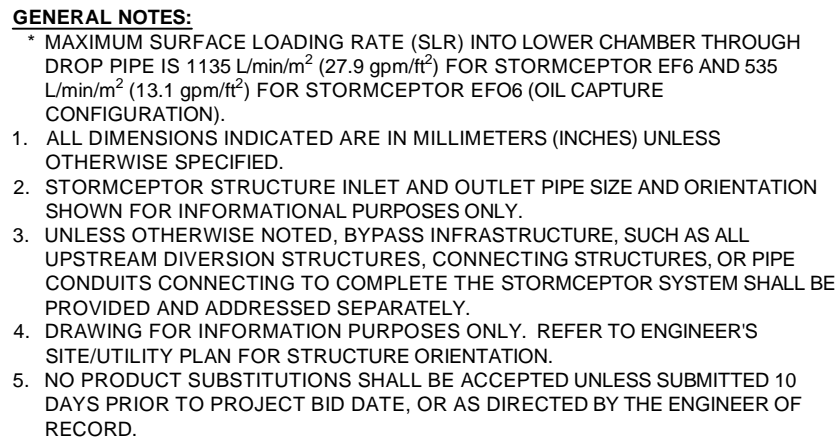 GENERAL NOTES:
* MAXIMUM SURFACE LOADING RATE (SLR) INTO LOWER CHAMBER THROUGH
DROP PIPE IS 1135 L/min/m² (27.9 gpm/ft²) FOR STORMCEPTOR EF6 AND 535
L/min/m² (13.1 gpm/ft²) FOR STORMCEPTOR EFO6 (OIL CAPTURE
CONFIGURATION).
1. ALL DIMENSIONS INDICATED ARE IN MILLIMETERS (INCHES) UNLESS
OTHERWISE SPECIFIED.
2. STORMCEPTOR STRUCTURE INLET AND OUTLET PIPE SIZE AND ORIENTATION
SHOWN FOR INFORMATIONAL PURPOSES ONLY.
3. UNLESS OTHERWISE NOTED, BYPASS INFRASTRUCTURE, SUCH AS ALL
UPSTREAM DIVERSION STRUCTURES, CONNECTING STRUCTURES, OR PIPE
CONDUITS CONNECTING TO COMPLETE THE STORMCEPTOR SYSTEM SHALL BE
PROVIDED AND ADDRESSED SEPARATELY.
4. DRAWING FOR INFORMATION PURPOSES ONLY. REFER TO ENGINEER'S
SITE/UTILITY PLAN FOR STRUCTURE ORIENTATION.
5. NO PRODUCT SUBSTITUTIONS SHALL BE ACCEPTED UNLESS SUBMITTED 10
DAYS PRIOR TO PROJECT BID DATE, OR AS DIRECTED BY THE ENGINEER OF
RECORD.